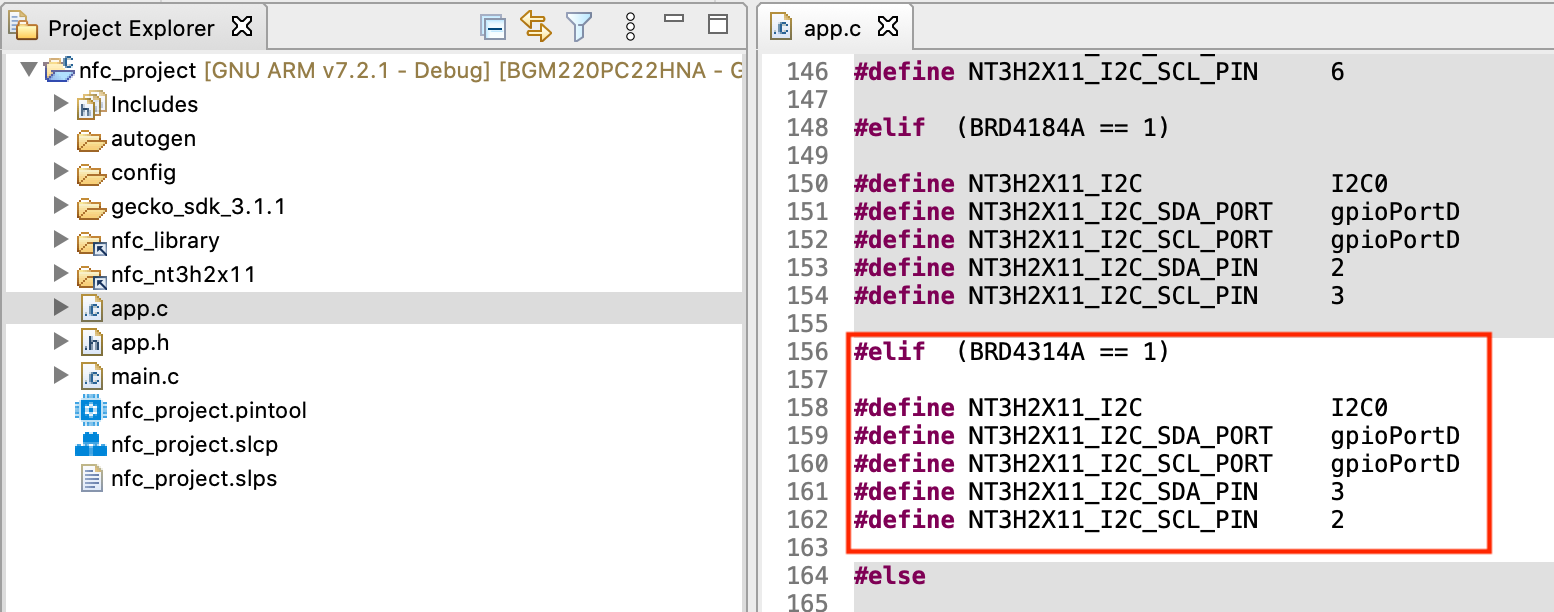 Project Explorer
nfc_project [GNU ARM v7.2.1 - Debug] [BGM220PC22HNA - G
Includes
autogen
config
gecko_sdk_3.1.1
nfc_library
nfc_nt3h2x11
app.c
app.h
main.c
nfc_project.pintool
nfc_project.slcp
nfc_project.slps
app.c
146 #define NT3H2X11_I2C_SCL_PIN 6
147
148 #elif (BRD4184A == 1)
149
150 #define NT3H2X11_I2C I2C0
151 #define NT3H2X11_I2C_SDA_PORT gpioPortD
152 #define NT3H2X11_I2C_SCL_PORT gpioPortD
153 #define NT3H2X11_I2C_SDA_PIN 2
154 #define NT3H2X11_I2C_SCL_PIN 3
155
156 #elif (BRD4314A == 1)
157
158 #define NT3H2X11_I2C I2C0
159 #define NT3H2X11_I2C_SDA_PORT gpioPortD
160 #define NT3H2X11_I2C_SCL_PORT gpioPortD
161 #define NT3H2X11_I2C_SDA_PIN 3
162 #define NT3H2X11_I2C_SCL_PIN 2
163
164 #else
165